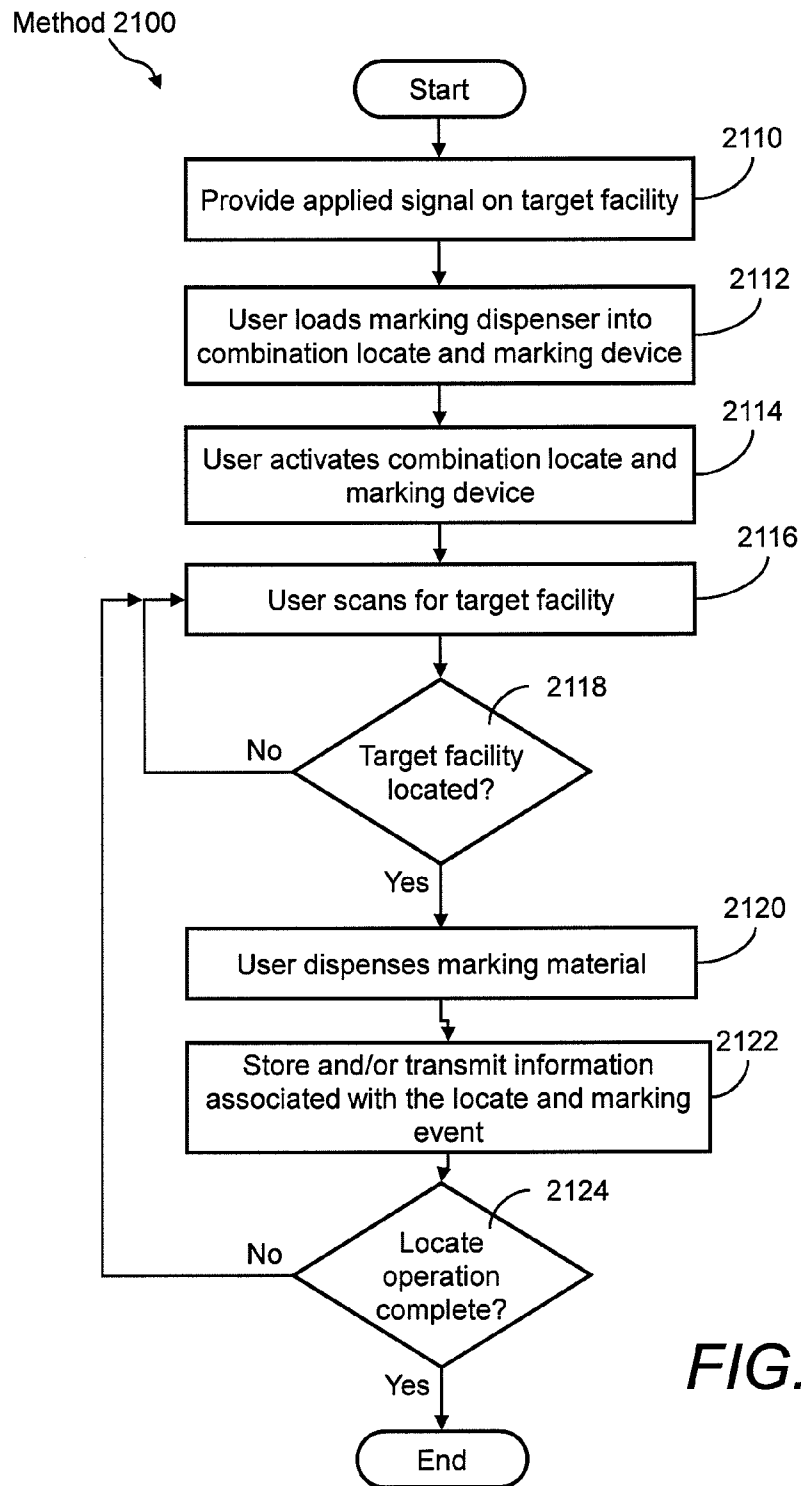 Method 2100
Start
2110
Provide applied signal on target facility
2112
User loads marking dispenser into
combination locate and marking device
2114
User activates combination locate and
marking device
2116
User scans for target facility
2118
No
Target facility
located?
Yes
2120
User dispenses marking material
2122
Store and/or transmit information
associated with the locate and marking
event
2124
No
Locate
operation
complete?
FIG.
Yes
End